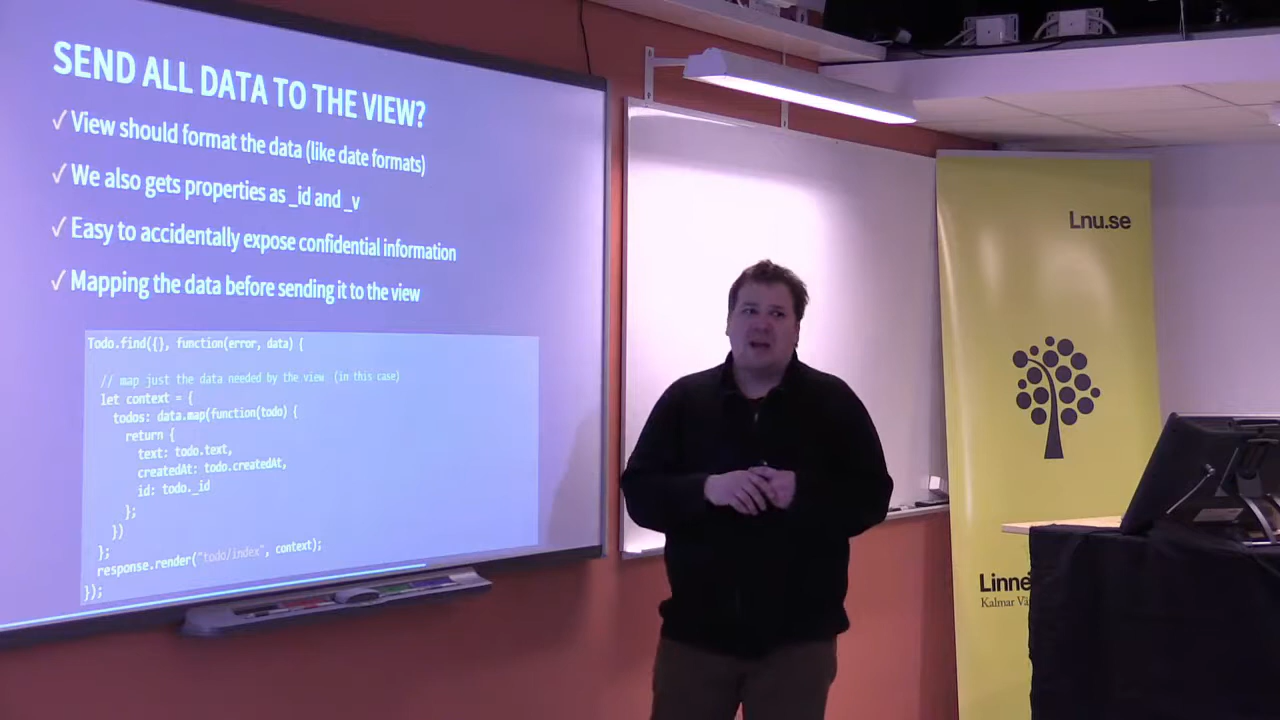 SEND ALL DATA TO THE VIEW?
✓ View should format the data (like date formats)
✓ We also gets properties as _id and _v
✓ Easy to accidentally expose confidential information
✓ Mapping the data before sending it to the view
Todo.find({}, function(error, data) {
// map just the data needed by the view (in this case)
let context = {
todos: data.map(function(todo) {
return {
text: todo.text,
createdAt: todo.createdAt,
id: todo._id
};
})
};
response.render("todo/index", context);
});
Lnu.se
Linne
Kalmar Vä